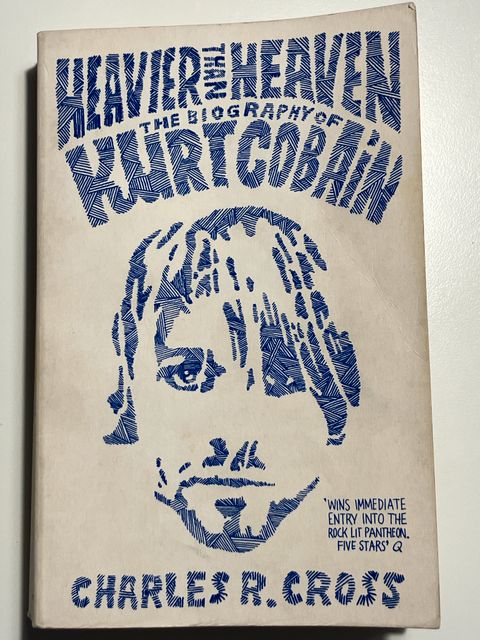 HEAVIER THAN HEAVEN
THE BIOGRAPHY OF
KURT COBAIN
'WINS IMMEDIATE
ENTRY INTO THE
ROCK LIT PANTHEON.
FIVE STARS' Q
CHARLES R. CROSS